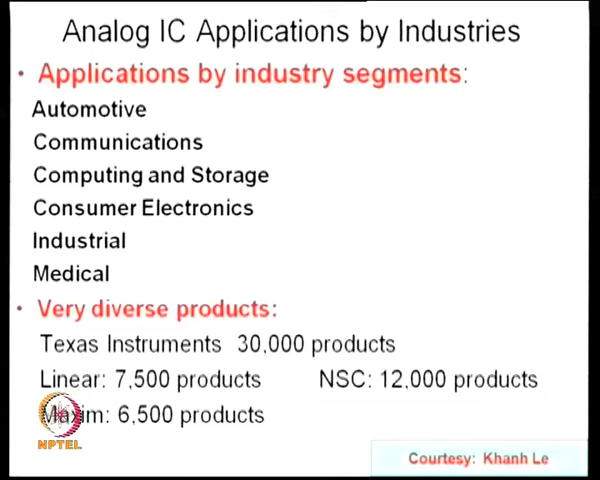 Analog IC Applications by Industries
• Applications by industry segments:
Automotive
Communications
Computing and Storage
Consumer Electronics
Industrial
Medical
• Very diverse products:
Texas Instruments 30,000 products
Linear: 7,500 products NSC: 12,000 products
Maxim: 6,500 products
NPTEL
Courtesy: Khanh Le